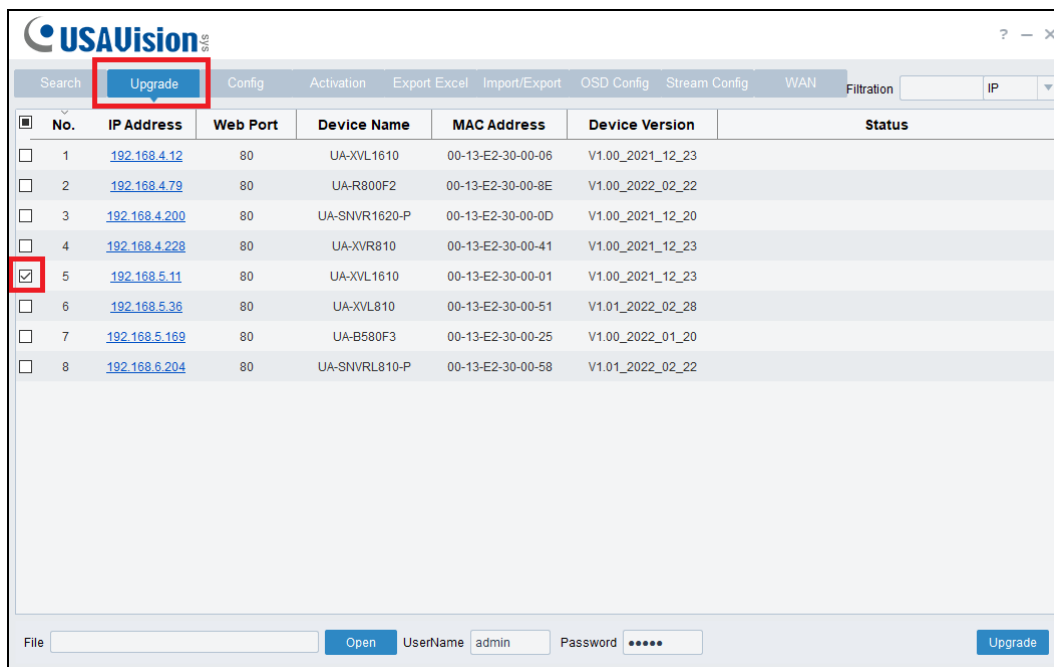 USAVision sys
? – X
Search Upgrade Config Activation Export Excel Import/Export OSD Config Stream Config WAN Filtration IP
No. IP Address Web Port Device Name MAC Address Device Version Status
1 192.168.4.12 80 UA-XVL1610 00-13-E2-30-00-06 V1.00_2021_12_23
2 192.168.4.79 80 UA-R800F2 00-13-E2-30-00-8E V1.00_2022_02_22
3 192.168.4.200 80 UA-SNVR1620-P 00-13-E2-30-00-0D V1.00_2021_12_20
4 192.168.4.228 80 UA-XVR810 00-13-E2-30-00-41 V1.00_2021_12_23
5 192.168.5.11 80 UA-XVL1610 00-13-E2-30-00-01 V1.00_2021_12_23
6 192.168.5.36 80 UA-XVL810 00-13-E2-30-00-51 V1.01_2022_02_28
7 192.168.5.169 80 UA-B580F3 00-13-E2-30-00-25 V1.00_2022_01_20
8 192.168.6.204 80 UA-SNVRL810-P 00-13-E2-30-00-58 V1.01_2022_02_22
File Open UserName admin Password ●●●●● Upgrade